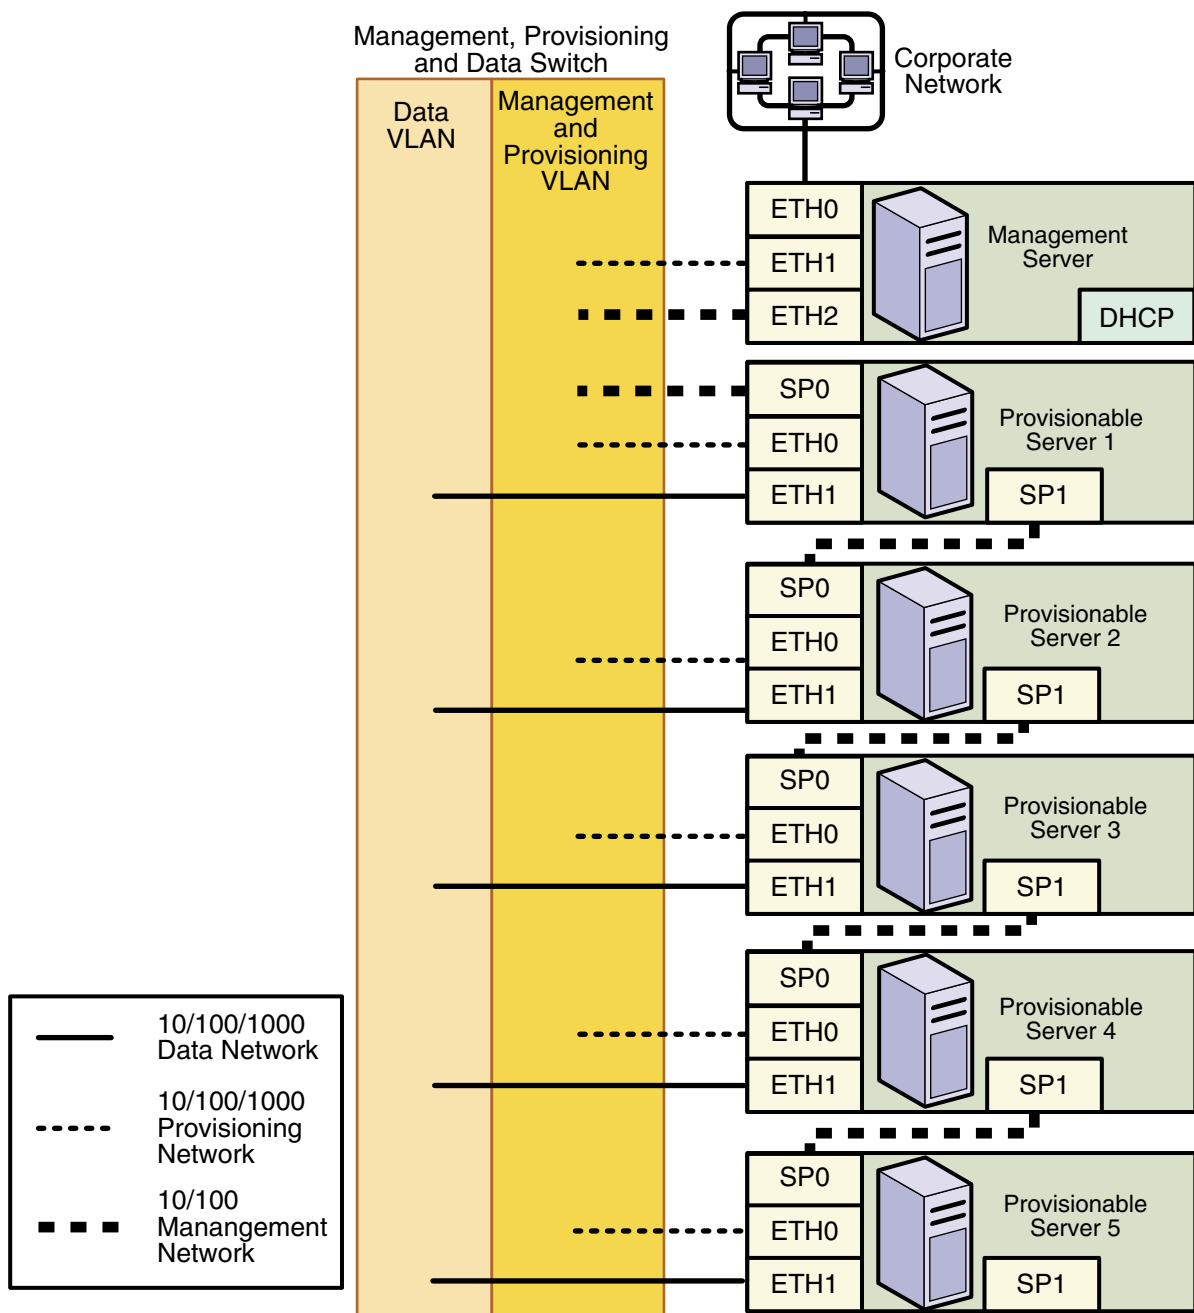 Management, Provisioning
and Data Switch
Data
VLAN
Management
and
Provisioning
VLAN
Corporate
Network
ETH0
ETH1
ETH2
Management
Server
DHCP
SP0
ETH0
ETH1
Provisionable
Server 1
SP1
SP0
ETH0
ETH1
Provisionable
Server 2
SP1
SP0
ETH0
ETH1
Provisionable
Server 3
SP1
SP0
ETH0
ETH1
Provisionable
Server 4
SP1
SP0
ETH0
ETH1
Provisionable
Server 5
SP1
10/100/1000
Data Network
10/100/1000
Provisioning
Network
10/100
Manangement
Network